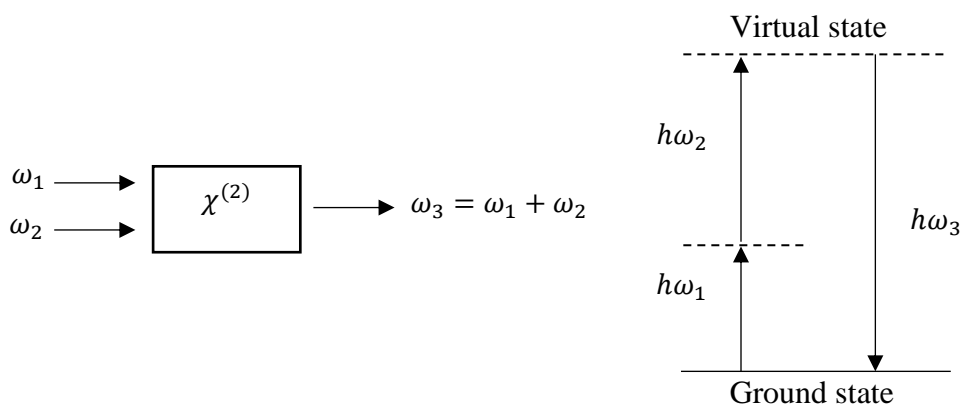 ω₁
ω₂
χ⁽²⁾
ω₃ = ω₁ + ω₂
Virtual state
hω₂
hω₁
hω₃
Ground state